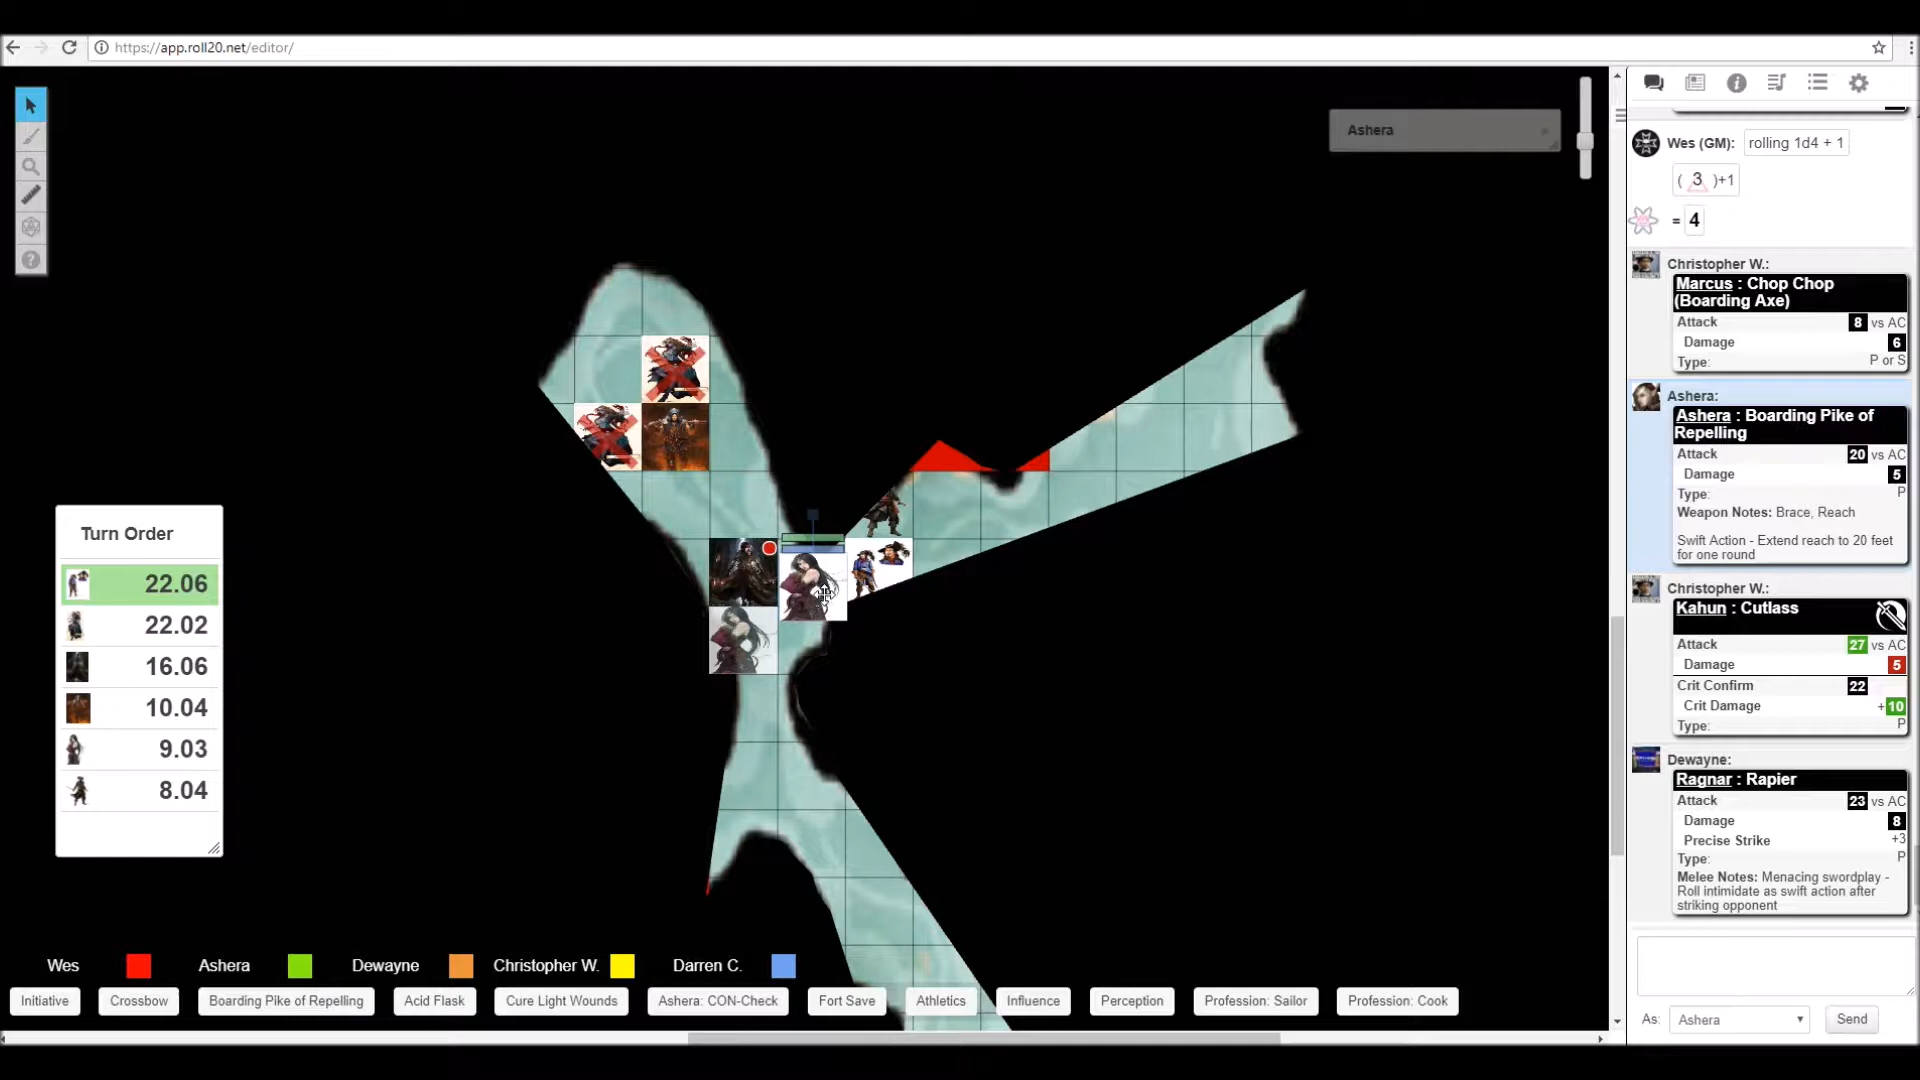 https://app.roll20.net/editor/
Ashera
Turn Order
22.06
22.02
16.06
10.04
9.03
8.04
Wes
Ashera
Dewayne
Christopher W.
Darren C.
Initiative
Crossbow
Boarding Pike of Repelling
Acid Flask
Cure Light Wounds
Ashera: CON-Check
Fort Save
Athletics
Influence
Perception
Profession: Sailor
Profession: Cook
Wes (GM): rolling 1d4 + 1
( 3 )+1
= 4
Christopher W.:
Marcus : Chop Chop
(Boarding Axe)
Attack 8 vs AC
Damage 6
Type: P or S
Ashera:
Ashera : Boarding Pike of
Repelling
Attack 20 vs AC
Damage 5
Type: P
Weapon Notes: Brace, Reach
Swift Action - Extend reach to 20 feet
for one round
Christopher W.:
Kahun : Cutlass
Attack 27 vs AC
Damage 5
Crit Confirm 22
Crit Damage +10
Type: P
Dewayne:
Ragnar : Rapier
Attack 23 vs AC
Damage 8
Precise Strike +3
Type: P
Melee Notes: Menacing swordplay -
Roll intimidate as swift action after
striking opponent
As: Ashera
Send